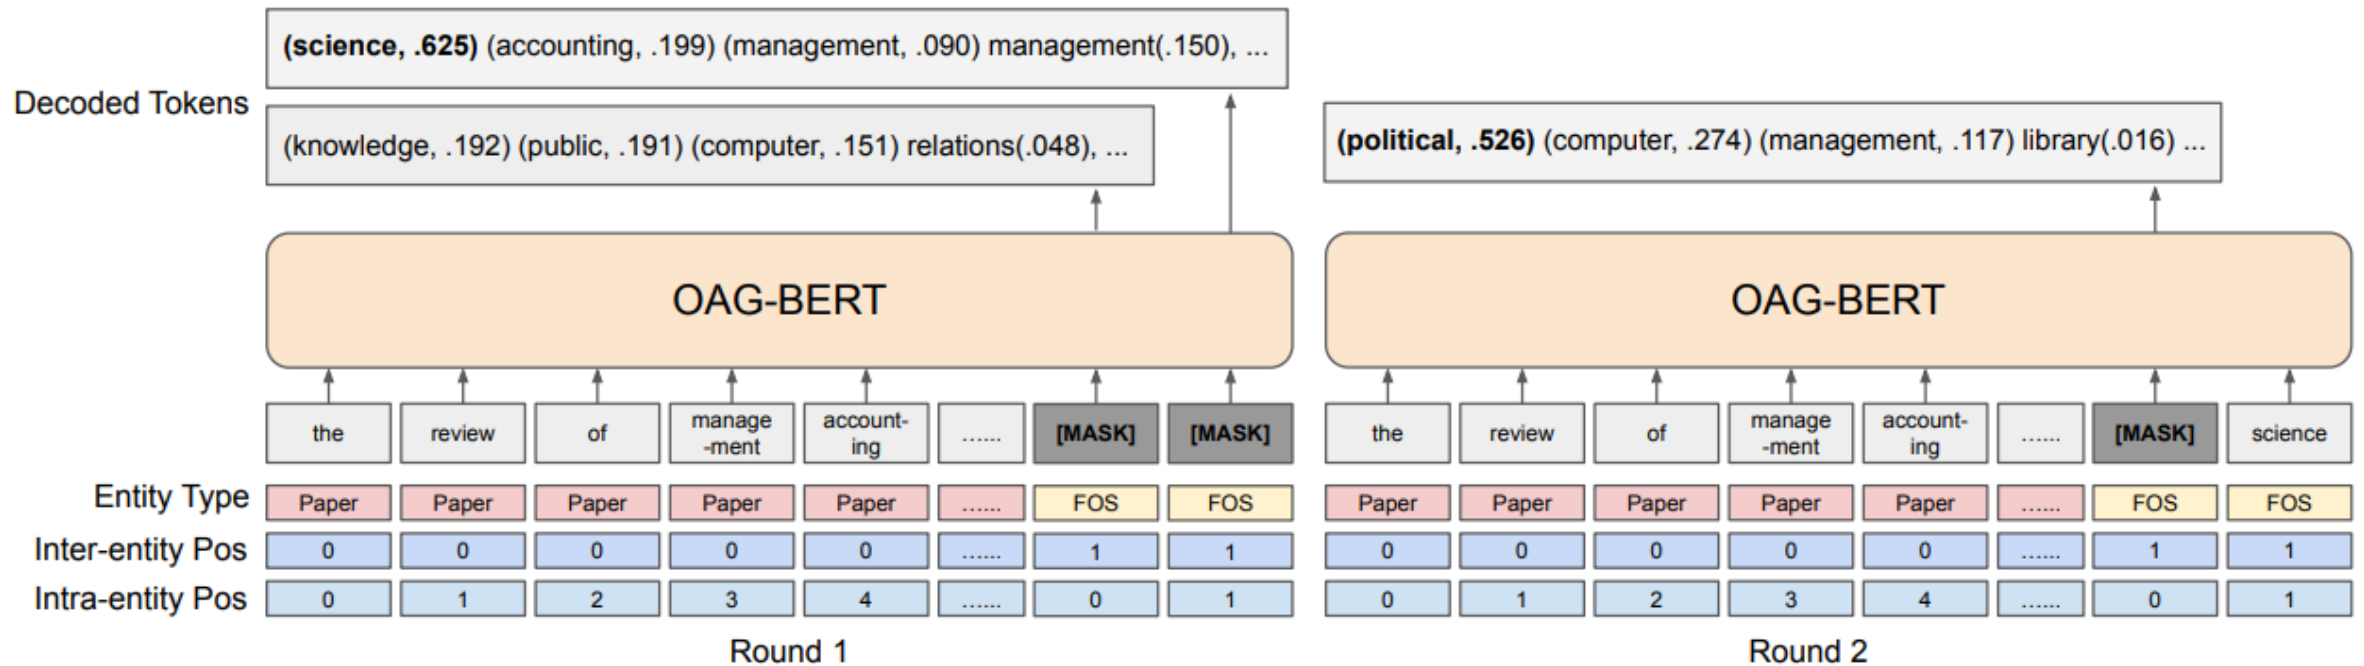 (science, .625) (accounting, .199) (management, .090) management(.150), ...
Decoded Tokens
(knowledge, .192) (public, .191) (computer, .151) relations(.048), ...
(political, .526) (computer, .274) (management, .117) library(.016) ...
OAG-BERT
OAG-BERT
the review of manage account- ...... [MASK] [MASK]
-ment ing
the review of manage account- ...... [MASK] science
-ment ing
Entity Type Paper Paper Paper Paper Paper ...... FOS FOS
Paper Paper Paper Paper Paper ...... FOS FOS
Inter-entity Pos 0 0 0 0 0 ...... 1 1
0 0 0 0 0 ...... 1 1
Intra-entity Pos 0 1 2 3 4 ...... 0 1
0 1 2 3 4 ...... 0 1
Round 1
Round 2